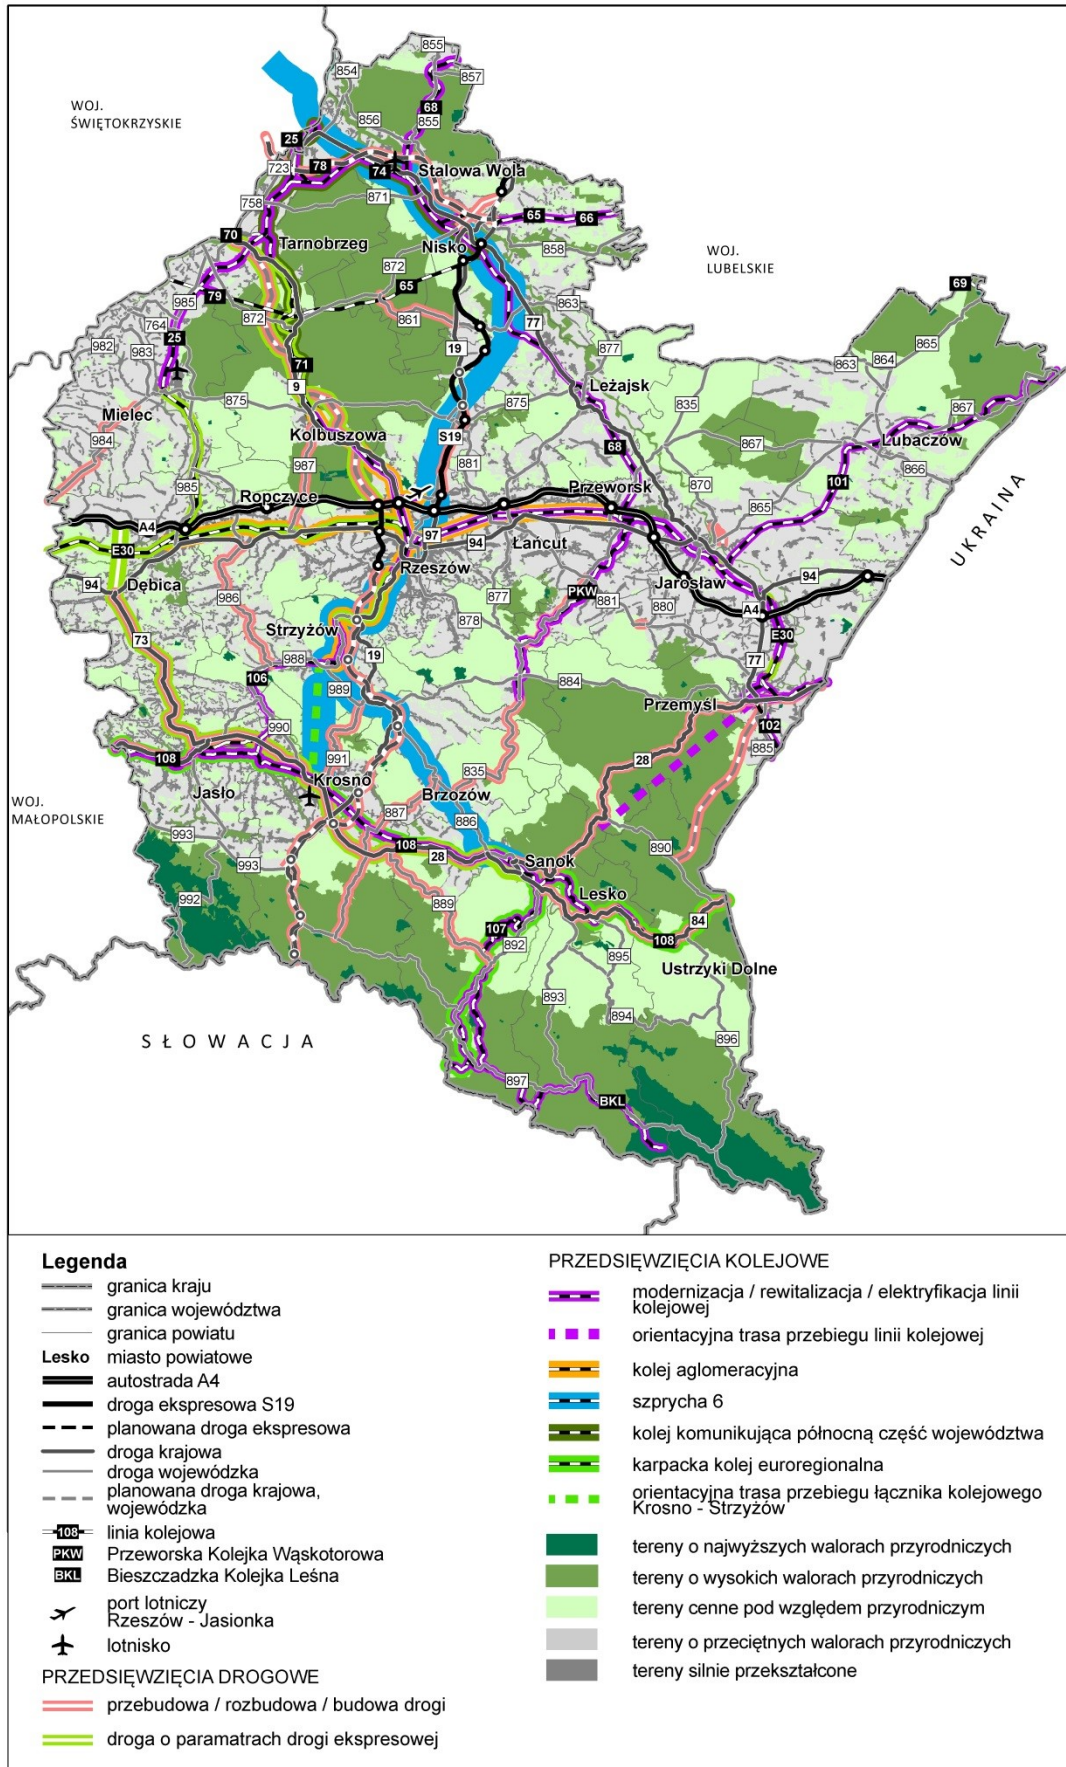 855
854
857
WOJ.
ŚWIĘTOKRZYSKIE
68
856
855
25
723
78
74
Stalowa Wola
758
871
65
66
70
Tarnobrzeg
Nisko
858
WOJ.
LUBELSKIE
872
65
69
79
985
863
872
861
77
764
865
25
982
983
19
877
863
864
71
9
Leżajsk
875
875
835
867
Mielec
Kolbuszowa
984
S19
68
867
Lubaczów
987
881
866
985
870
101
Ropczyce
Przeworsk
865
UKRAINA
A4
97
94
Łańcut
E30
Rzeszów
94
Dębica
Jarosław
94
986
877
PKW
881
880
A4
878
Strzyżów
E30
73
19
988
77
106
989
884
Przemyśl
102
990
885
108
991
28
835
Krosno
Brzozów
WOJ.
MAŁOPOLSKIE
Jasło
887
886
993
108
28
890
993
Sanok
992
Lesko
889
84
107
892
108
895
Ustrzyki Dolne
893
894
SŁOWACJA
896
897
BKL
Legenda
granica kraju
granica województwa
granica powiatu
Lesko miasto powiatowe
autostrada A4
droga ekspresowa S19
planowana droga ekspresowa
droga krajowa
droga wojewódzka
planowana droga krajowa,
wojewódzka
108 linia kolejowa
PKW Przeworska Kolejka Wąskotorowa
BKL Bieszczadzka Kolejka Leśna
port lotniczy
Rzeszów - Jasionka
lotnisko
PRZEDSIĘWZIĘCIA DROGOWE
przebudowa / rozbudowa / budowa drogi
droga o paramatrach drogi ekspresowej
PRZEDSIĘWZIĘCIA KOLEJOWE
modernizacja / rewitalizacja / elektryfikacja linii
kolejowej
orientacyjna trasa przebiegu linii kolejowej
kolej aglomeracyjna
szprycha 6
kolej komunikująca północną część województwa
karpacka kolej euroregionalna
orientacyjna trasa przebiegu łącznika kolejowego
Krosno - Strzyżów
tereny o najwyższych walorach przyrodniczych
tereny o wysokich walorach przyrodniczych
tereny cenne pod względem przyrodniczym
tereny o przeciętnych walorach przyrodniczych
tereny silnie przekształcone